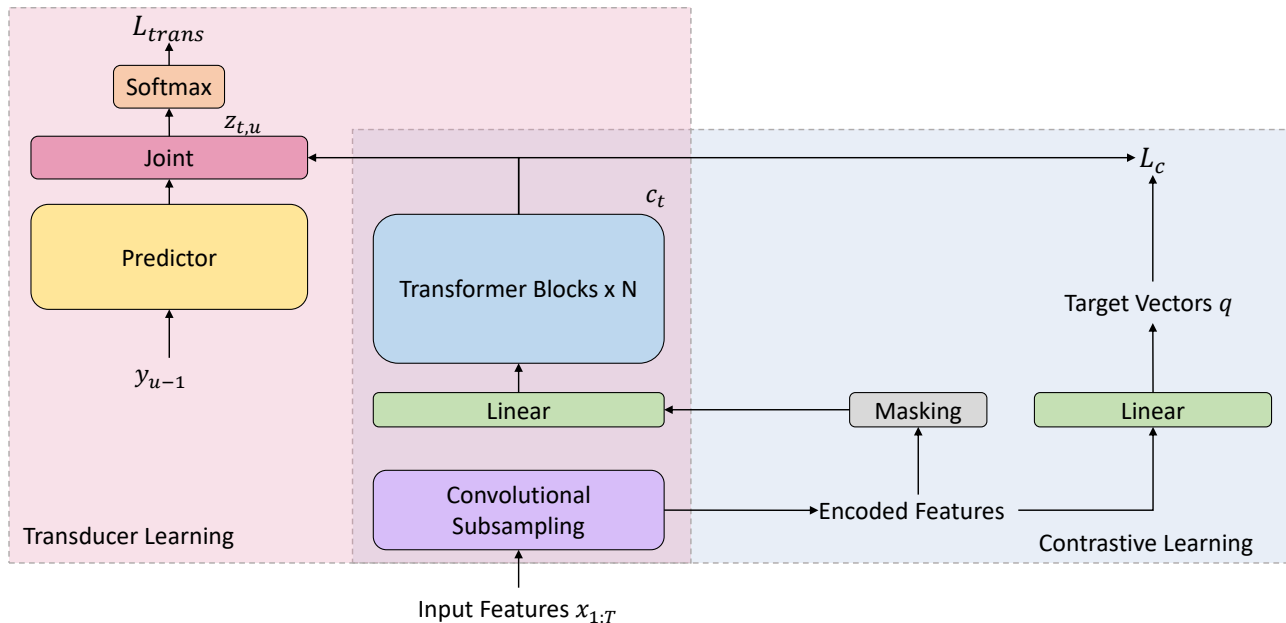 L_trans
Softmax
z_t,u
Joint
L_c
c_t
Predictor
Transformer Blocks x N
Target Vectors q
y_u−1
Linear
Masking
Linear
Convolutional
Subsampling
Encoded Features
Transducer Learning
Contrastive Learning
Input Features x_1:T